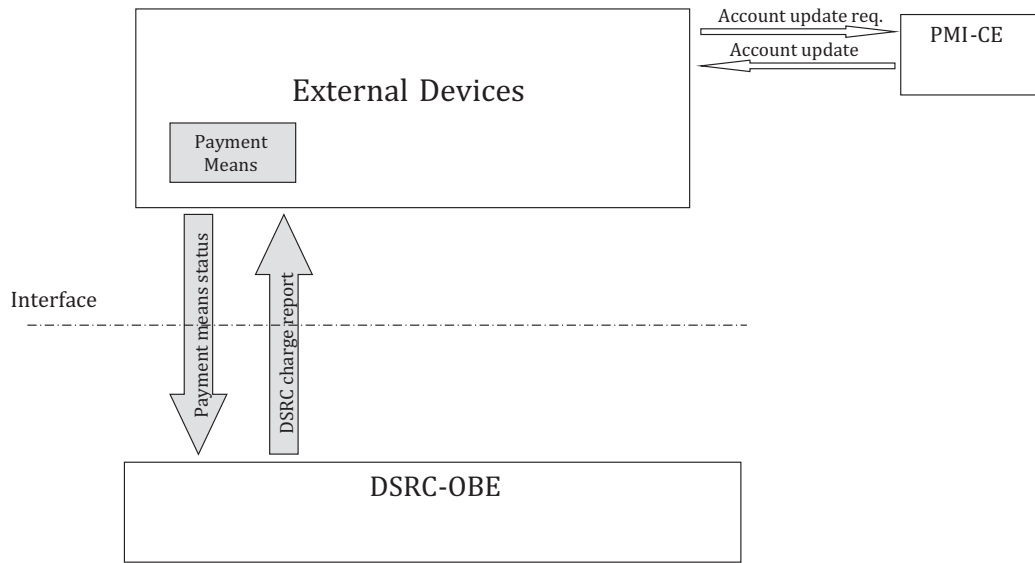 Account update req.
PMI-CE
Account update
External Devices
Payment
Means
Payment means status
DSRC charge report
Interface
DSRC-OBE